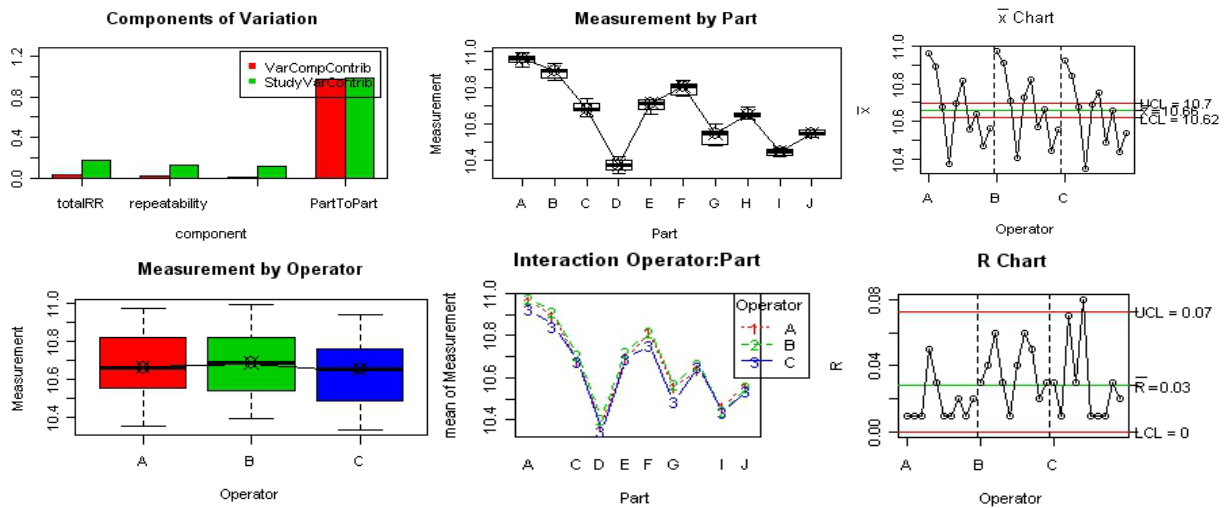 Components of Variation
VarCompContrib
StudyVarContrib
0.0 0.4 0.8 1.2
totalRR repeatability PartToPart
component
Measurement by Part
Measurement
10.4 10.6 10.8 11.0
A B C D E F G H I J
Part
x̅ Chart
x̅
10.4 10.6 10.8 11.0
UCL = 10.7
x̅ = 10.66
LCL = 10.62
A B C
Operator
Measurement by Operator
Measurement
10.4 10.6 10.8 11.0
A B C
Operator
Interaction Operator:Part
mean of Measurement
10.4 10.6 10.8 11.0
Operator
1 A
2 B
3 C
A C D E F G I J
Part
R Chart
R
0.00 0.04 0.08
UCL = 0.07
R̅ = 0.03
LCL = 0
A B C
Operator